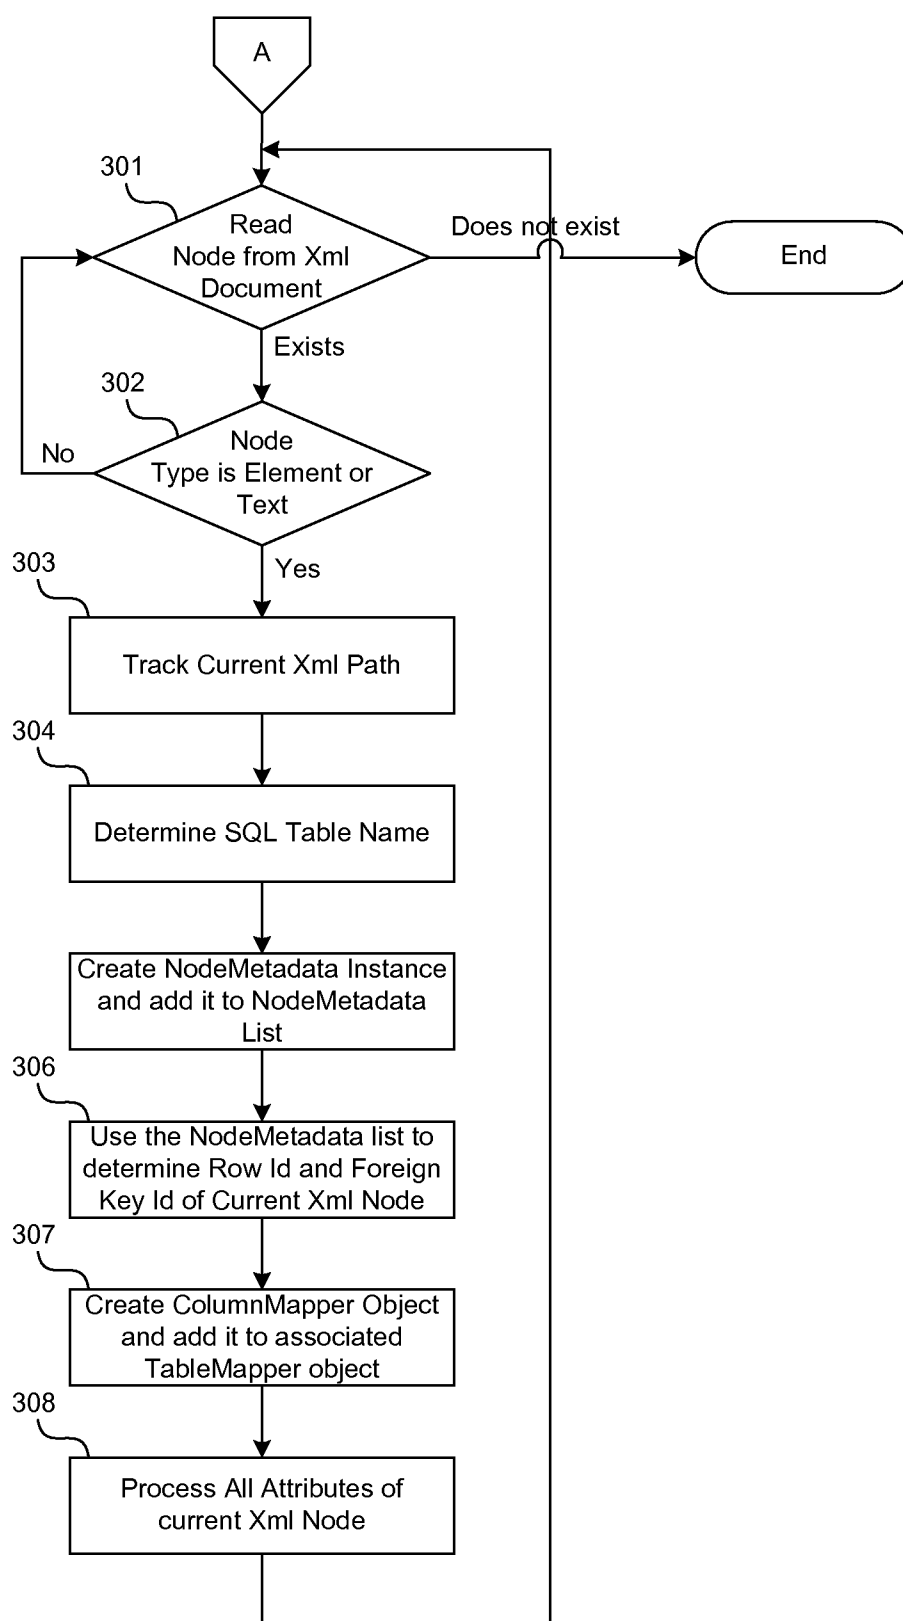 A
301
Read
Node from Xml
Document
Does not exist
End
Exists
302
Node
Type is Element or
Text
No
Yes
303
Track Current Xml Path
304
Determine SQL Table Name
Create NodeMetadata Instance
and add it to NodeMetadata
List
306
Use the NodeMetadata list to
determine Row Id and Foreign
Key Id of Current Xml Node
307
Create ColumnMapper Object
and add it to associated
TableMapper object
308
Process All Attributes of
current Xml Node